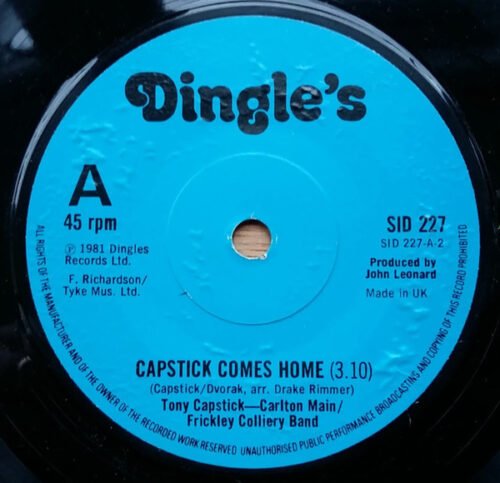 Dingle's
A
45 rpm
℗ 1981 Dingles
Records Ltd.
F. Richardson/
Tyke Mus. Ltd.
SID 227
SID 227-A-2
Produced by
John Leonard
Made in UK
CAPSTICK COMES HOME (3.10)
(Capstick/Dvorak, arr. Drake Rimmer)
Tony Capstick—Carlton Main/
Frickley Colliery Band
ALL RIGHTS OF THE MANUFACTURER AND OF THE OWNER OF THE RECORDED WORK RESERVED UNAUTHORISED PUBLIC PERFORMANCE BROADCASTING AND COPYING OF THIS RECORD PROHIBITED